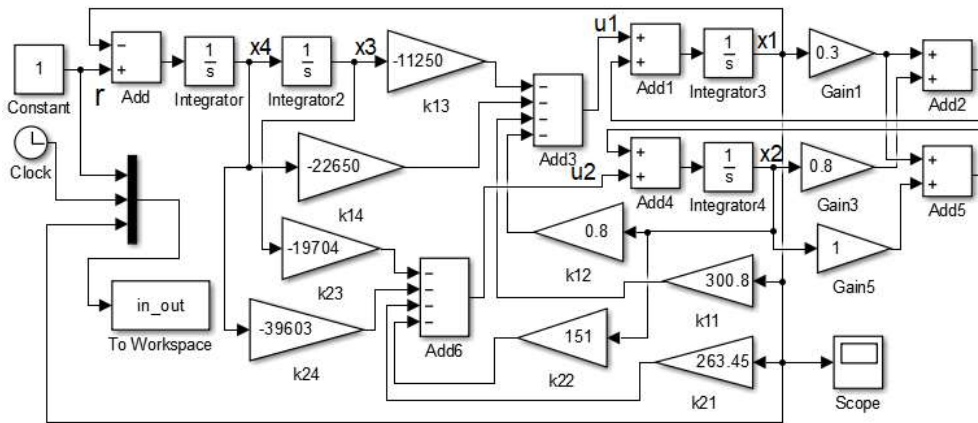 u1
x4
x3
x1
1
−
+
1
s
1
s
-11250
−
−
−
−
+
+
1
s
0.3
+
+
Constant
r
Add
Integrator
Integrator2
k13
Add1
Integrator3
Gain1
Add2
Add3
Clock
-22650
u2
+
+
x2
1
s
0.8
+
+
k14
Add4
Integrator4
Gain3
Add5
-19704
0.8
1
k23
−
−
−
−
k12
Gain5
in_out
-39603
300.8
To Workspace
Add6
151
k11
k24
k22
263.45
k21
Scope